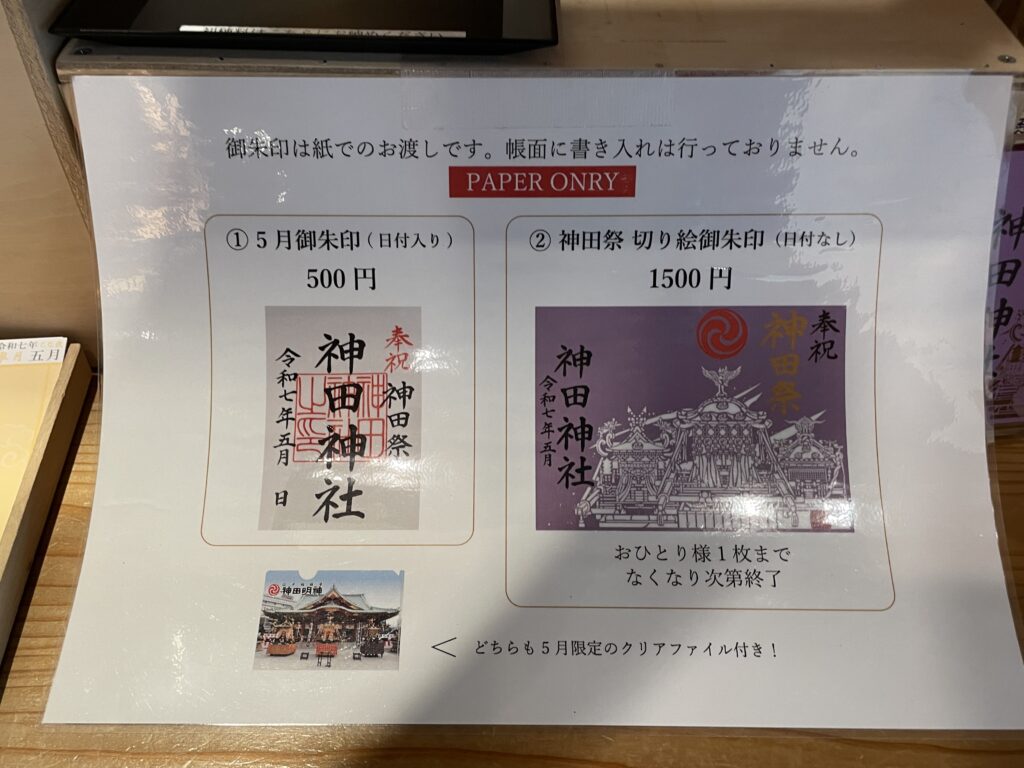 御朱印は紙でのお渡しです。帳面に書き入れは行っておりません。
PAPER ONRY
① 5月御朱印（日付入り）
500円
奉祝
神田祭
神田神社
令和七年五月
日
② 神田祭 切り絵御朱印（日付なし）
1500円
奉祝
神田祭
神田神社
令和七年五月
おひとり様1枚まで
なくなり次第終了
神田明神
＜ どちらも5月限定のクリアファイル付き！
令和七年
五月
神田神